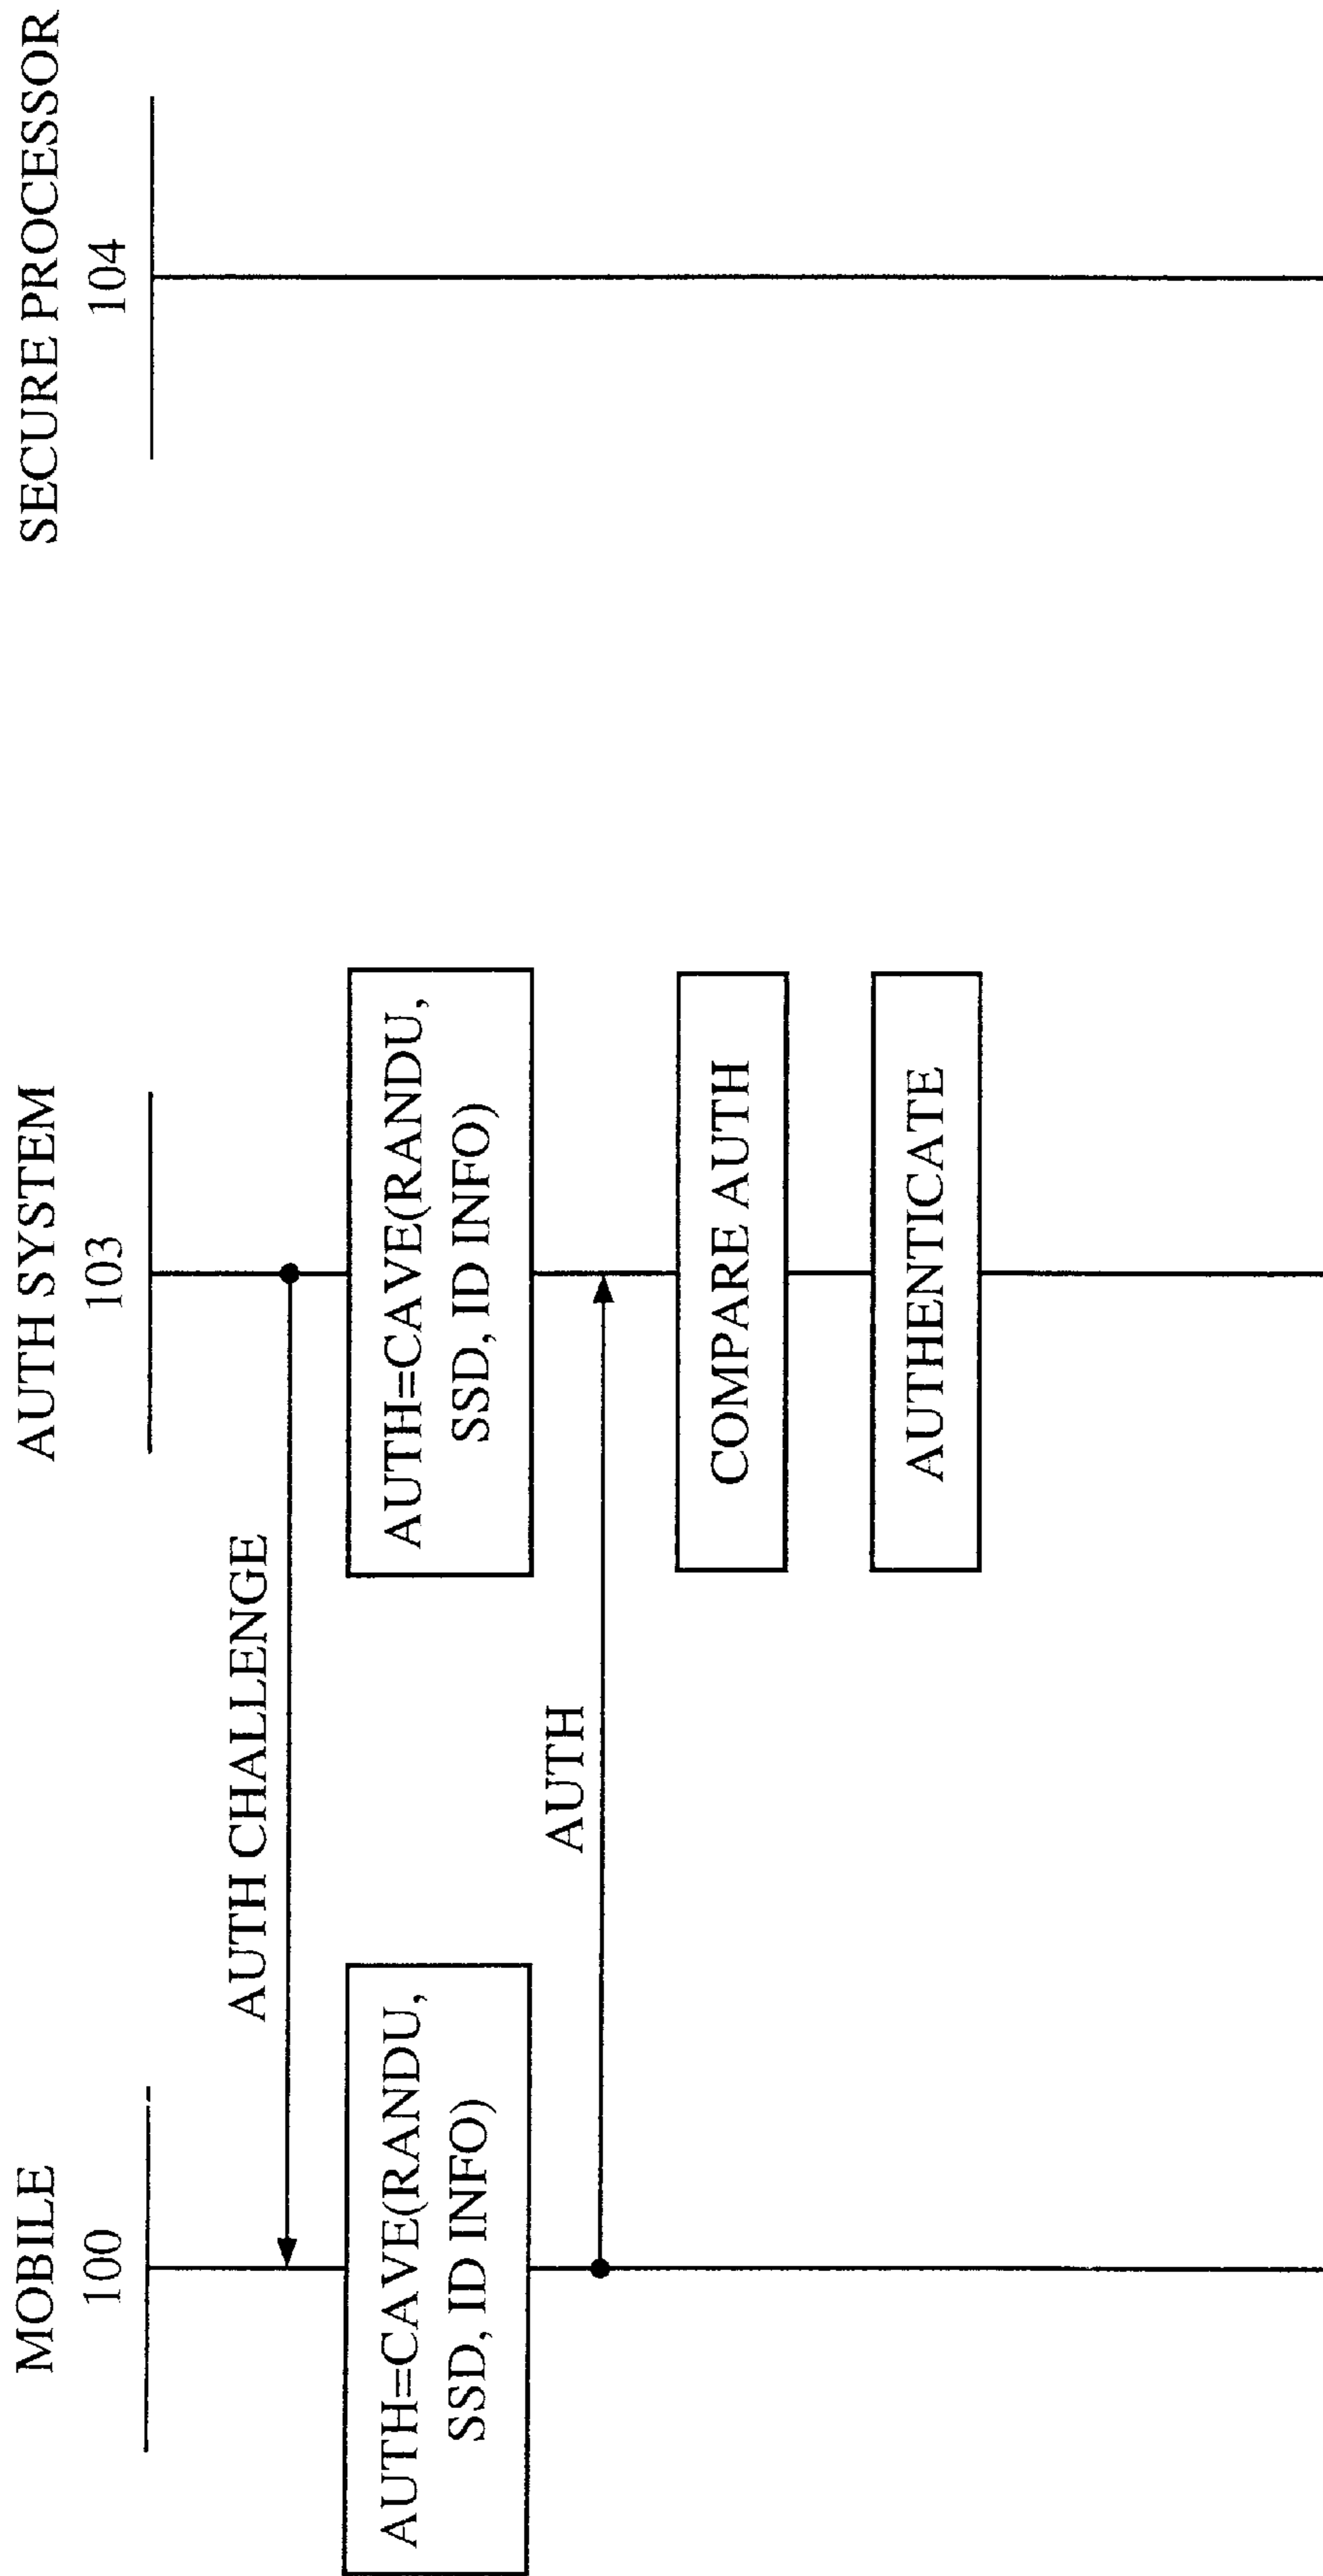 MOBILE
100
AUTH SYSTEM
103
SECURE PROCESSOR
104
AUTH CHALLENGE
AUTH=CAVE(RANDU,
SSD, ID INFO)
AUTH=CAVE(RANDU,
SSD, ID INFO)
AUTH
COMPARE AUTH
AUTHENTICATE